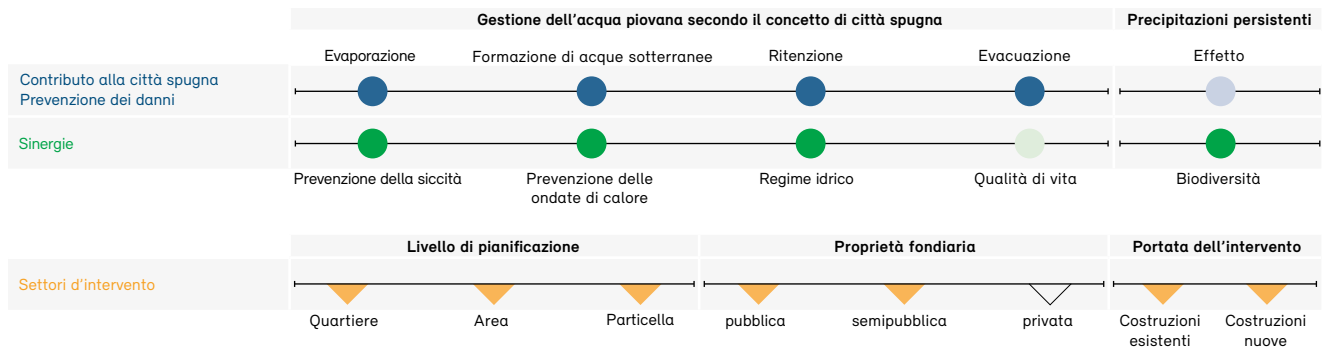 Gestione dell'acqua piovana secondo il concetto di città spugna
Precipitazioni persistenti
Evaporazione
Formazione di acque sotterranee
Ritenzione
Evacuazione
Effetto
Contributo alla città spugna
Prevenzione dei danni
Sinergie
Prevenzione della siccità
Prevenzione delle
ondate di calore
Regime idrico
Qualità di vita
Biodiversità
Livello di pianificazione
Proprietà fondiaria
Portata dell'intervento
Settori d'intervento
Quartiere
Area
Particella
pubblica
semipubblica
privata
Costruzioni
esistenti
Costruzioni
nuove